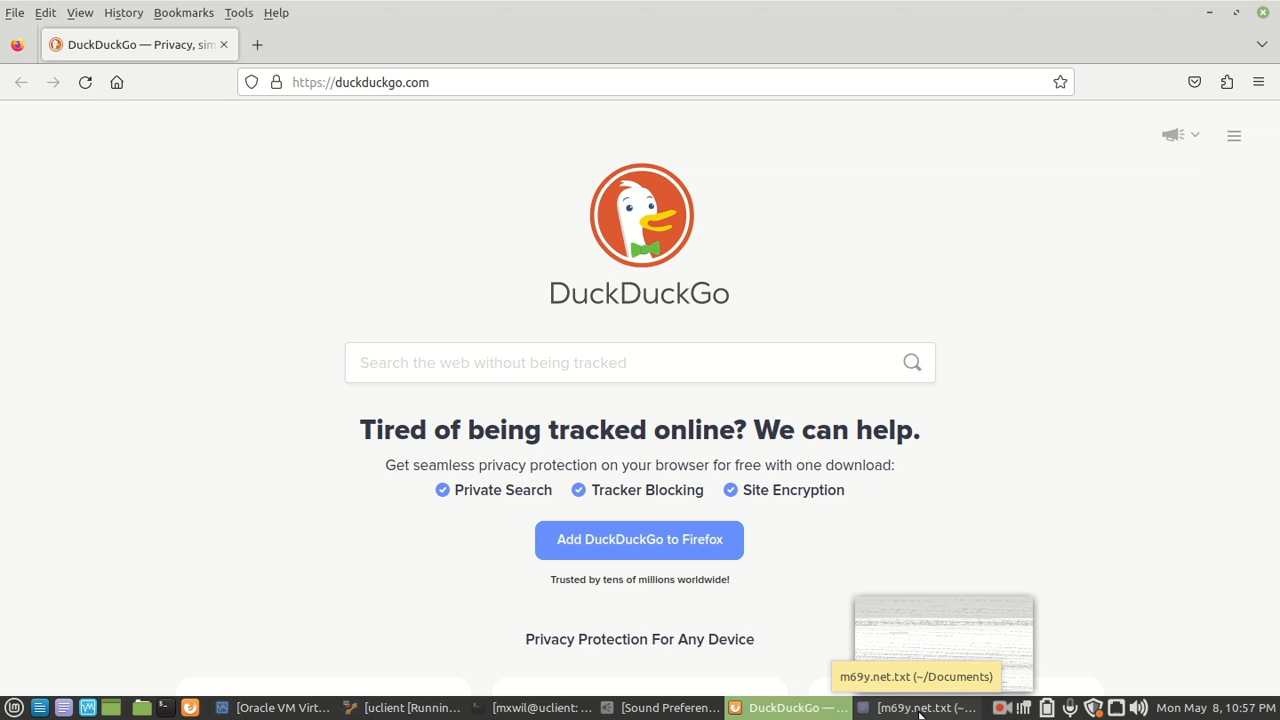 File Edit View History Bookmarks Tools Help
DuckDuckGo — Privacy, sim
https://duckduckgo.com
DuckDuckGo
Search the web without being tracked
Tired of being tracked online? We can help.
Get seamless privacy protection on your browser for free with one download:
Private Search Tracker Blocking Site Encryption
Add DuckDuckGo to Firefox
Trusted by tens of millions worldwide!
Privacy Protection For Any Device
m69y.net.txt (~/Documents)
[Oracle VM Virt... [uclient [Runnin... [mxwil@uclient: ... [Sound Preferen... DuckDuckGo — ... [m69y.net.txt (~... Mon May 8, 10:57 PM